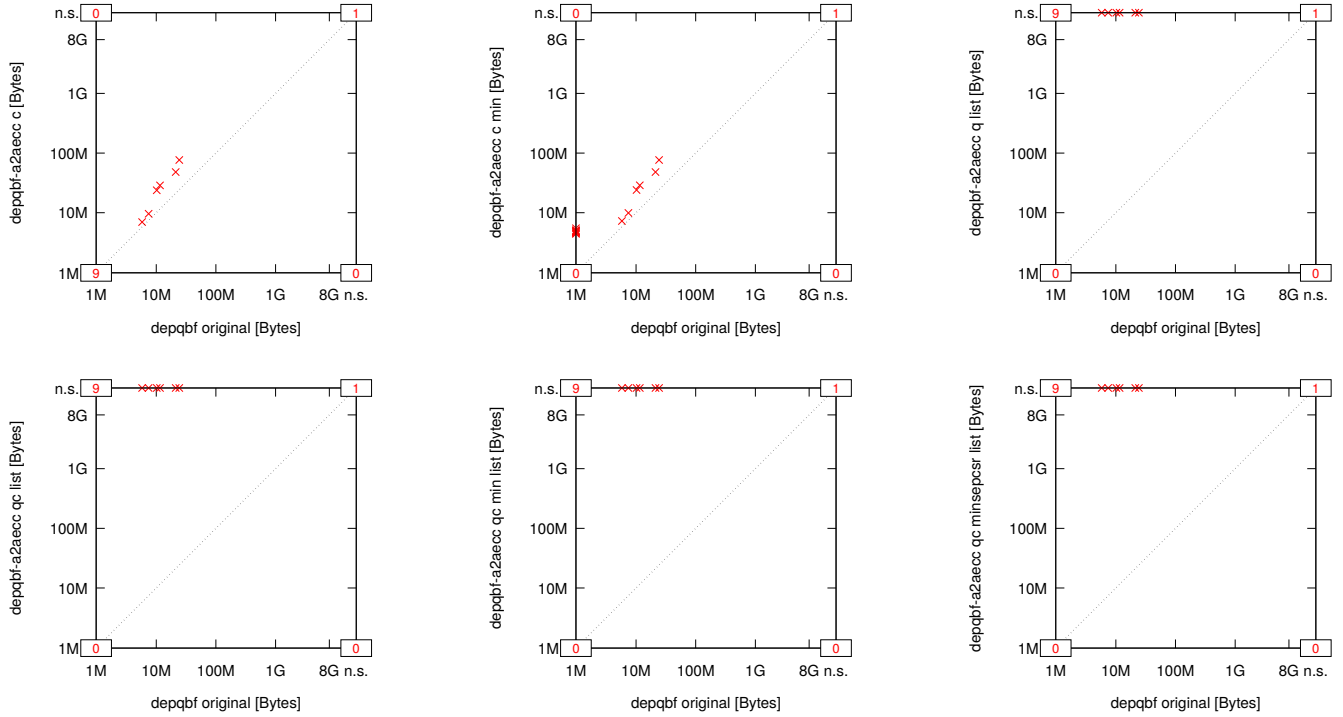 n.s. 0 1
8G
1G
100M
10M
1M 9 0
1M 10M 100M 1G 8G n.s.
depqbf original [Bytes]
depqbf-a2aecc c [Bytes]
n.s. 0 1
8G
1G
100M
10M
1M 0 0
1M 10M 100M 1G 8G n.s.
depqbf original [Bytes]
depqbf-a2aecc c min [Bytes]
n.s. 9 1
8G
1G
100M
10M
1M 0 0
1M 10M 100M 1G 8G n.s.
depqbf original [Bytes]
depqbf-a2aecc q list [Bytes]
n.s. 9 1
8G
1G
100M
10M
1M 0 0
1M 10M 100M 1G 8G n.s.
depqbf original [Bytes]
depqbf-a2aecc qc list [Bytes]
n.s. 9 1
8G
1G
100M
10M
1M 0 0
1M 10M 100M 1G 8G n.s.
depqbf original [Bytes]
depqbf-a2aecc qc min list [Bytes]
n.s. 9 1
8G
1G
100M
10M
1M 0 0
1M 10M 100M 1G 8G n.s.
depqbf original [Bytes]
depqbf-a2aecc qc minsepcsr list [Bytes]